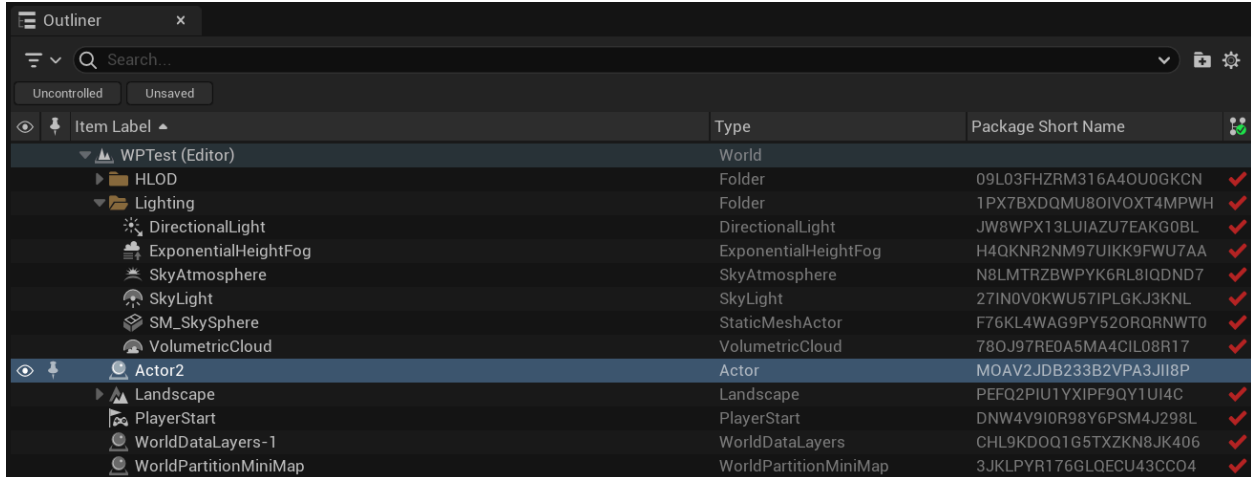 Outliner ×
Search...
Uncontrolled Unsaved
Item Label Type Package Short Name
WPTest (Editor) World
HLOD Folder 09L03FHZRM316A4OU0GKCN
Lighting Folder 1PX7BXDQMU8OIVOXT4MPWH
DirectionalLight DirectionalLight JW8WPX13LUIAZU7EAKG0BL
ExponentialHeightFog ExponentialHeightFog H4QKNR2NM97UIKK9FWU7AA
SkyAtmosphere SkyAtmosphere N8LMTRZBWPYK6RL8IQDND7
SkyLight SkyLight 27IN0V0KWU57IPLGKJ3KNL
SM_SkySphere StaticMeshActor F76KL4WAG9PY52ORQRNWT0
VolumetricCloud VolumetricCloud 78OJ97RE0A5MA4CIL08R17
Actor2 Actor MOAV2JDB233B2VPA3JII8P
Landscape Landscape PEFQ2PIU1YXIPF9QY1UI4C
PlayerStart PlayerStart DNW4V9I0R98Y6PSM4J298L
WorldDataLayers-1 WorldDataLayers CHL9KDOQ1G5TXZKN8JK406
WorldPartitionMiniMap WorldPartitionMiniMap 3JKLPYR176GLQECU43CCO4